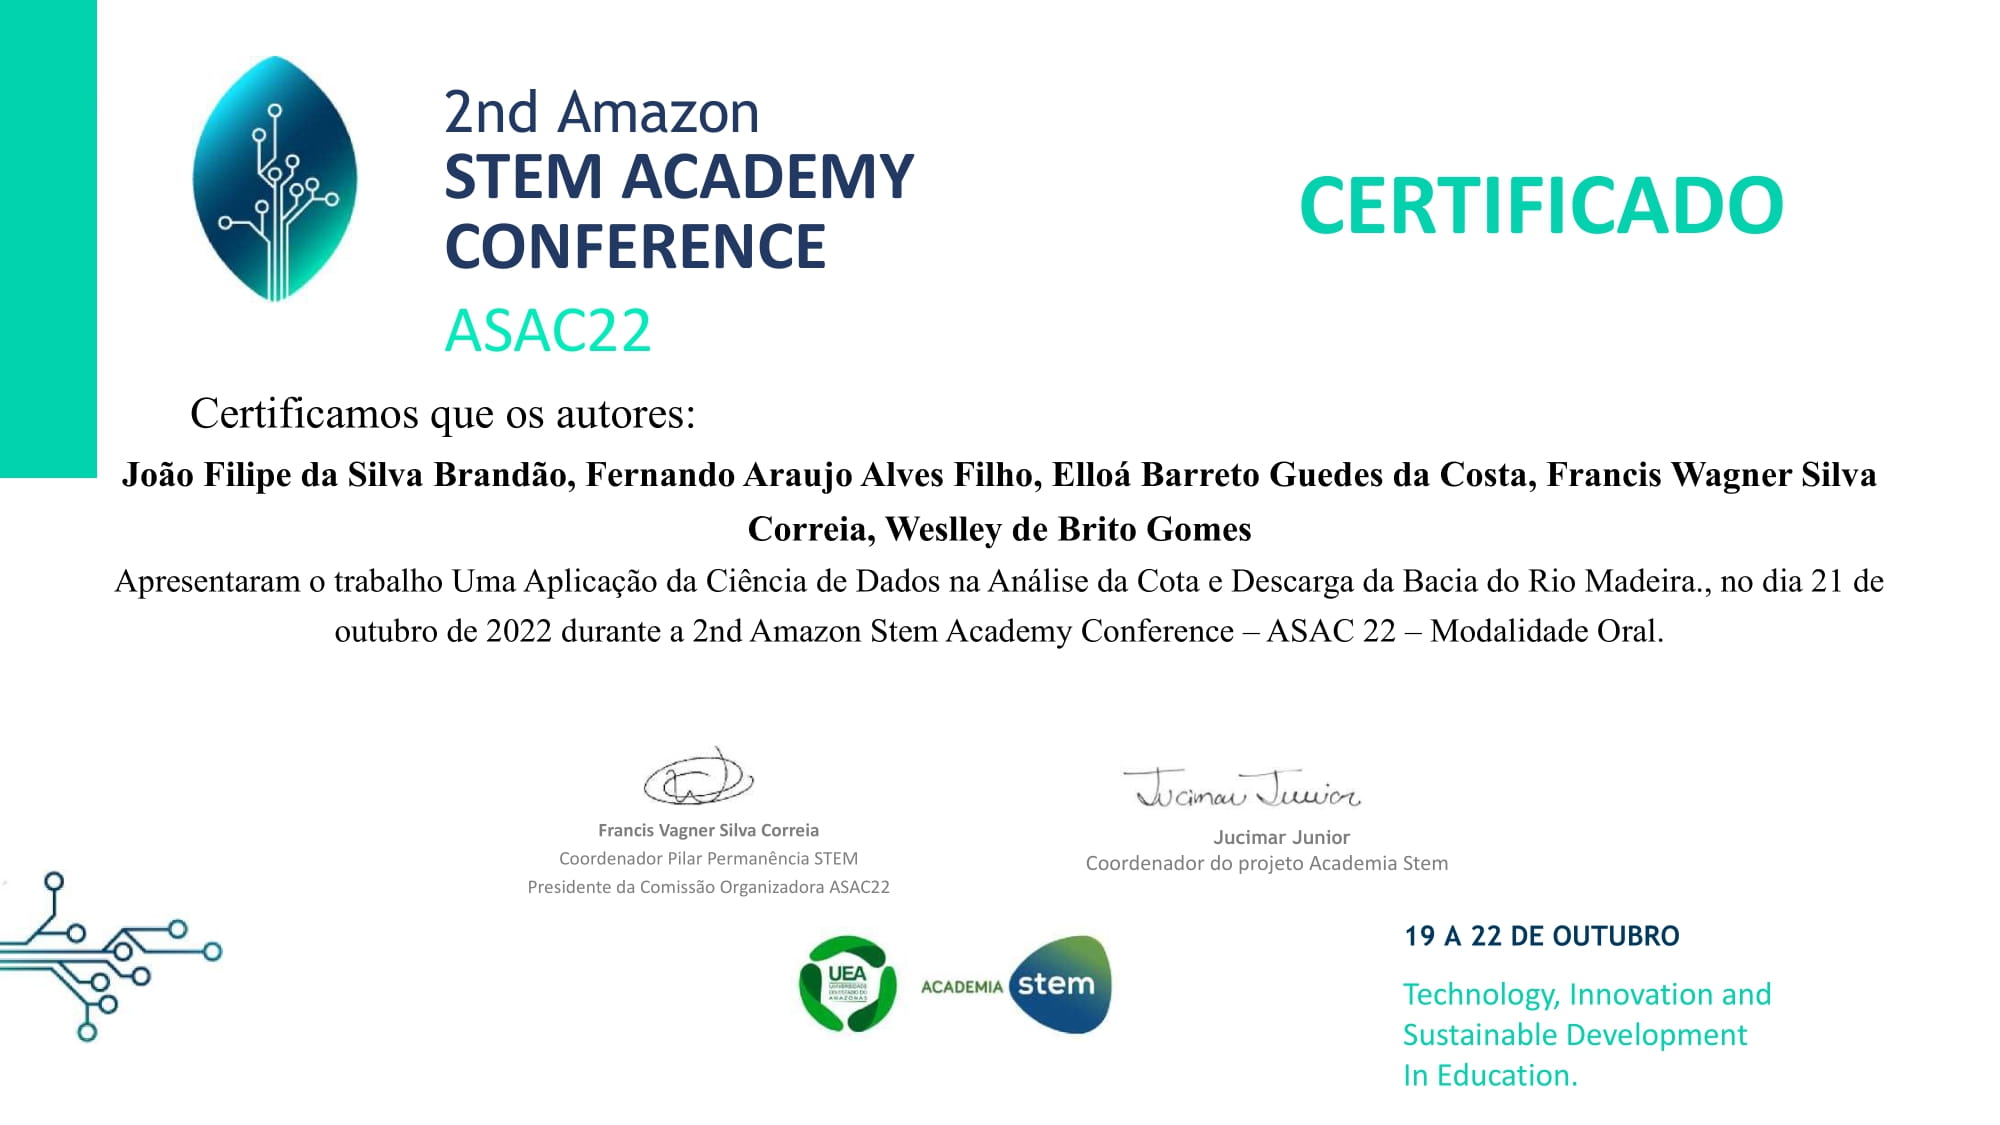 2nd Amazon
STEM ACADEMY
CONFERENCE
ASAC22
CERTIFICADO
Certificamos que os autores:
João Filipe da Silva Brandão, Fernando Araujo Alves Filho, Elloá Barreto Guedes da Costa, Francis Wagner Silva
Correia, Weslley de Brito Gomes
Apresentaram o trabalho Uma Aplicação da Ciência de Dados na Análise da Cota e Descarga da Bacia do Rio Madeira., no dia 21 de
outubro de 2022 durante a 2nd Amazon Stem Academy Conference – ASAC 22 – Modalidade Oral.
Jucimar Junior
Francis Vagner Silva Correia
Coordenador Pilar Permanência STEM
Presidente da Comissão Organizadora ASAC22
Jucimar Junior
Coordenador do projeto Academia Stem
UEA
UNIVERSIDADE
DO ESTADO DO
AMAZONAS
ACADEMIA stem
19 A 22 DE OUTUBRO
Technology, Innovation and
Sustainable Development
In Education.